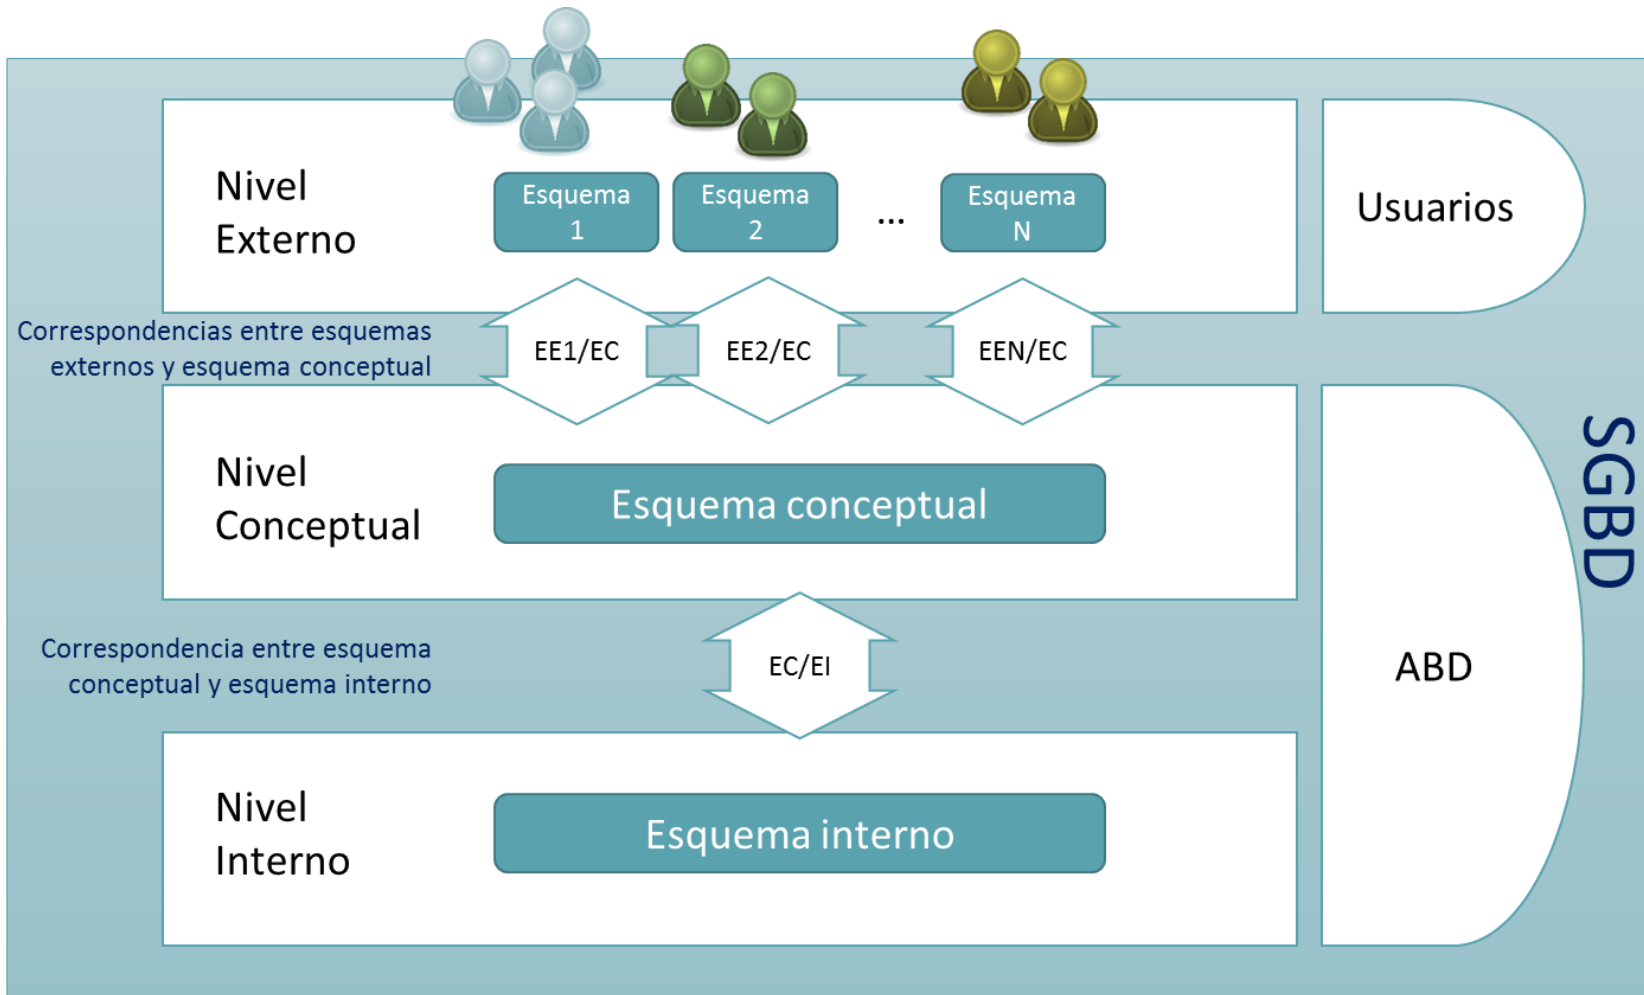 Nivel
Externo
Esquema
1
Esquema
2
...
Esquema
N
Usuarios
Correspondencias entre esquemas
externos y esquema conceptual
EE1/EC
EE2/EC
EEN/EC
Nivel
Conceptual
Esquema conceptual
SGBD
Correspondencia entre esquema
conceptual y esquema interno
EC/EI
ABD
Nivel
Interno
Esquema interno